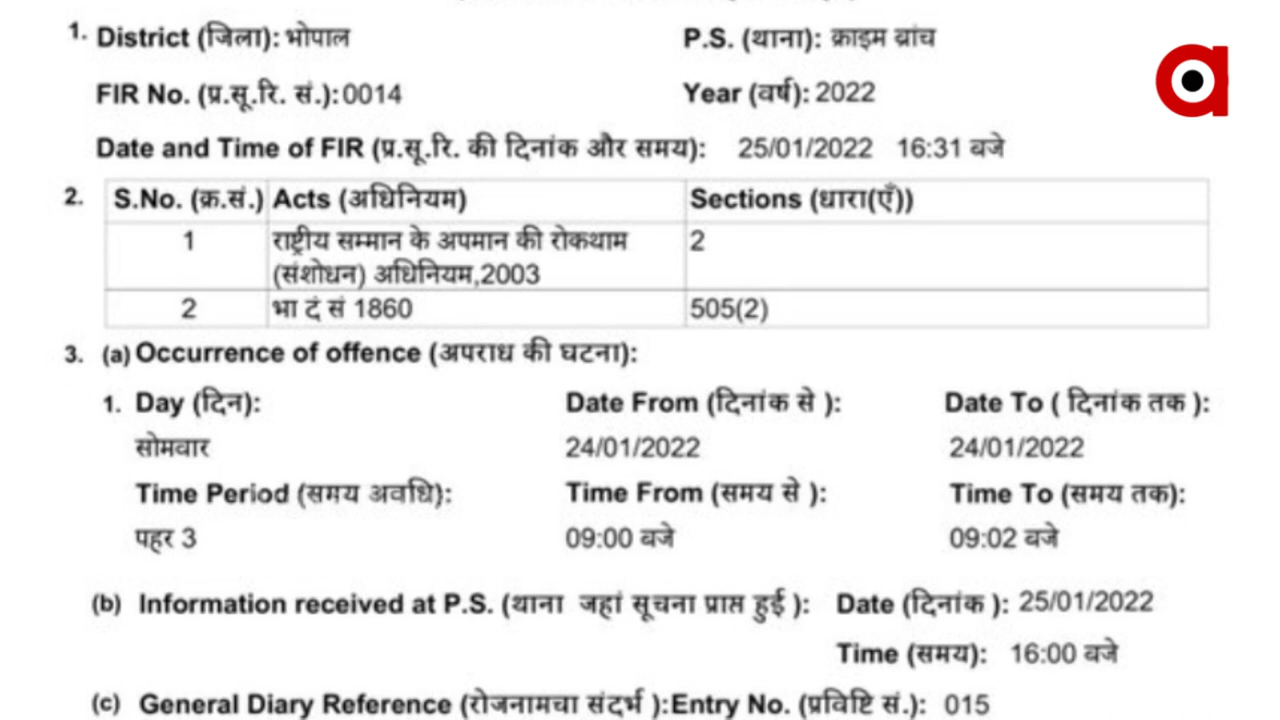 1. District (जिला): भोपाल P.S. (थाना): क्राइम ब्रांच
FIR No. (प्र.सू.रि. सं.): 0014 Year (वर्ष): 2022
Date and Time of FIR (प्र.सू.रि. की दिनांक और समय): 25/01/2022 16:31 बजे
2. S.No. (क्र.सं.) Acts (अधिनियम) Sections (धारा(एँ))
1 राष्ट्रीय सम्मान के अपमान की रोकथाम 2
(संशोधन) अधिनियम,2003
2 भा दं सं 1860 505(2)
3. (a) Occurrence of offence (अपराध की घटना):
1. Day (दिन): Date From (दिनांक से ): Date To ( दिनांक तक ):
सोमवार 24/01/2022 24/01/2022
Time Period (समय अवधि): Time From (समय से ): Time To (समय तक):
पहर 3 09:00 बजे 09:02 बजे
(b) Information received at P.S. (थाना जहां सूचना प्राप्त हुई ): Date (दिनांक ): 25/01/2022
Time (समय): 16:00 बजे
(c) General Diary Reference (रोजनामचा संदर्भ ):Entry No. (प्रविष्टि सं.): 015